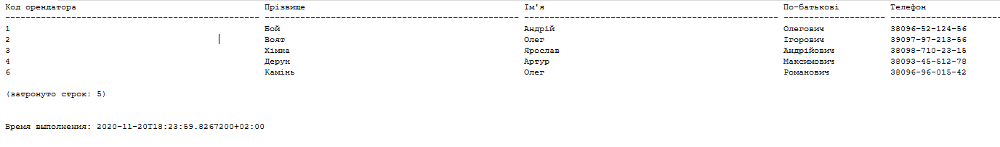 Код орендатора Прізвище Ім'я По-батькові Телефон
1 Бой Андрій Олегович 38096-52-124-56
2 Воят Олег Ігорович 39097-97-213-56
3 Хімка Ярослав Андрійович 38098-710-23-15
4 Дерун Артур Максимович 38093-45-512-78
6 Камінь Олег Романович 38096-96-015-42
(затронуто строк: 5)
Время выполнения: 2020-11-20T18:23:59.8267200+02:00